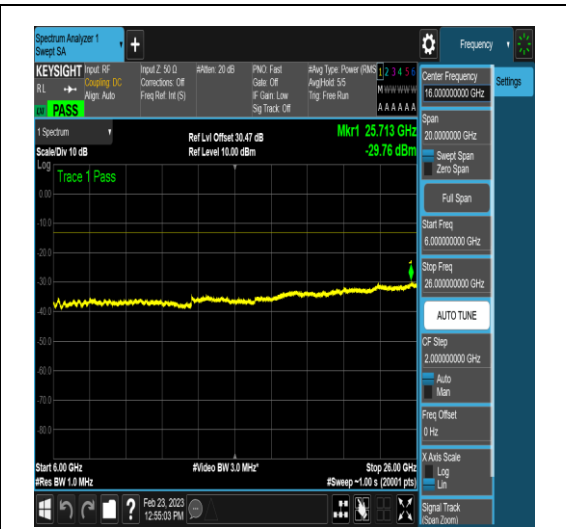 Spectrum Analyzer 1
Swept SA
Frequency
KEYSIGHT
RL
PASS
Input: RF
Coupling: DC
Align: Auto
Input Z: 50 Ω
Corrections: Off
Freq Ref: Int (S)
#Atten: 20 dB
PNO: Fast
Gate: Off
IF Gain: Low
Sig Track: Off
#Avg Type: Power (RMS
Avg|Hold: 5/5
Trig: Free Run
1 2 3 4 5 6
M W W W W W
A A A A A A
Center Frequency
16.000000000 GHz
Settings
Span
20.0000000 GHz
Swept Span
Zero Span
Full Span
Start Freq
6.000000000 GHz
Stop Freq
26.000000000 GHz
AUTO TUNE
CF Step
2.000000000 GHz
Auto
Man
Freq Offset
0 Hz
X Axis Scale
Log
Lin
Signal Track
(Span Zoom)
1 Spectrum
Scale/Div 10 dB
Ref Lvl Offset 30.47 dB
Ref Level 10.00 dBm
Mkr1 25.713 GHz
-29.76 dBm
Log
Trace 1 Pass
0.00
-10.0
-20.0
-30.0
-40.0
-50.0
-60.0
-70.0
-80.0
1
Start 6.00 GHz
#Res BW 1.0 MHz
#Video BW 3.0 MHz*
Stop 26.00 GHz
#Sweep ~1.00 s (20001 pts)
?
Feb 23, 2023
12:55:03 PM